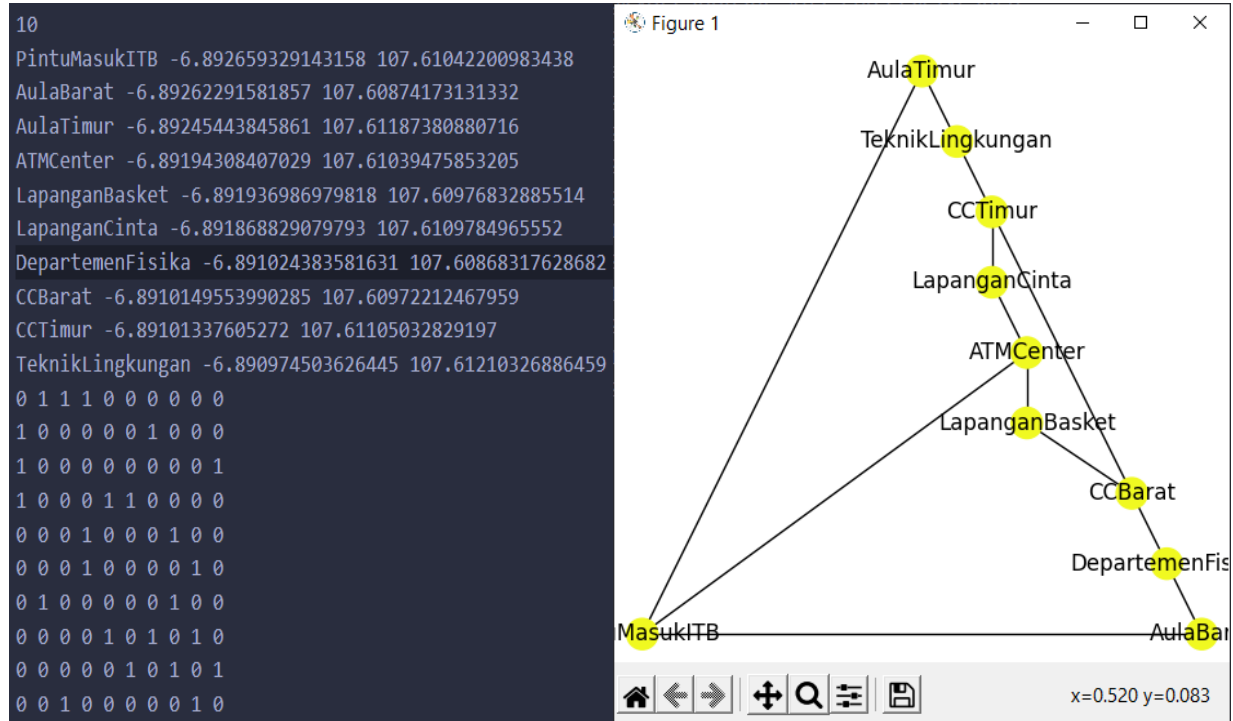 10
PintuMasukITB -6.892659329143158 107.61042200983438
AulaBarat -6.89262291581857 107.60874173131332
AulaTimur -6.89245443845861 107.61187380880716
ATMCenter -6.89194308407029 107.61039475853205
LapanganBasket -6.891936986979818 107.60976832885514
LapanganCinta -6.891868829079793 107.6109784965552
DepartemenFisika -6.891024383581631 107.60868317628682
CCBarat -6.8910149553990285 107.60972212467959
CCTimur -6.89101337605272 107.61105032829197
TeknikLingkungan -6.890974503626445 107.61210326886459
0 1 1 1 0 0 0 0 0 0
1 0 0 0 0 0 1 0 0 0
1 0 0 0 0 0 0 0 0 1
1 0 0 0 1 1 0 0 0 0
0 0 0 1 0 0 0 1 0 0
0 0 0 1 0 0 0 0 1 0
0 1 0 0 0 0 0 1 0 0
0 0 0 0 1 0 1 0 1 0
0 0 0 0 0 1 0 1 0 1
0 0 1 0 0 0 0 0 1 0
Figure 1
AulaTimur
TeknikLingkungan
CCTimur
LapanganCinta
ATMCenter
LapanganBasket
CCBarat
DepartemenFis
MasukITB
AulaBar
x=0.520 y=0.083